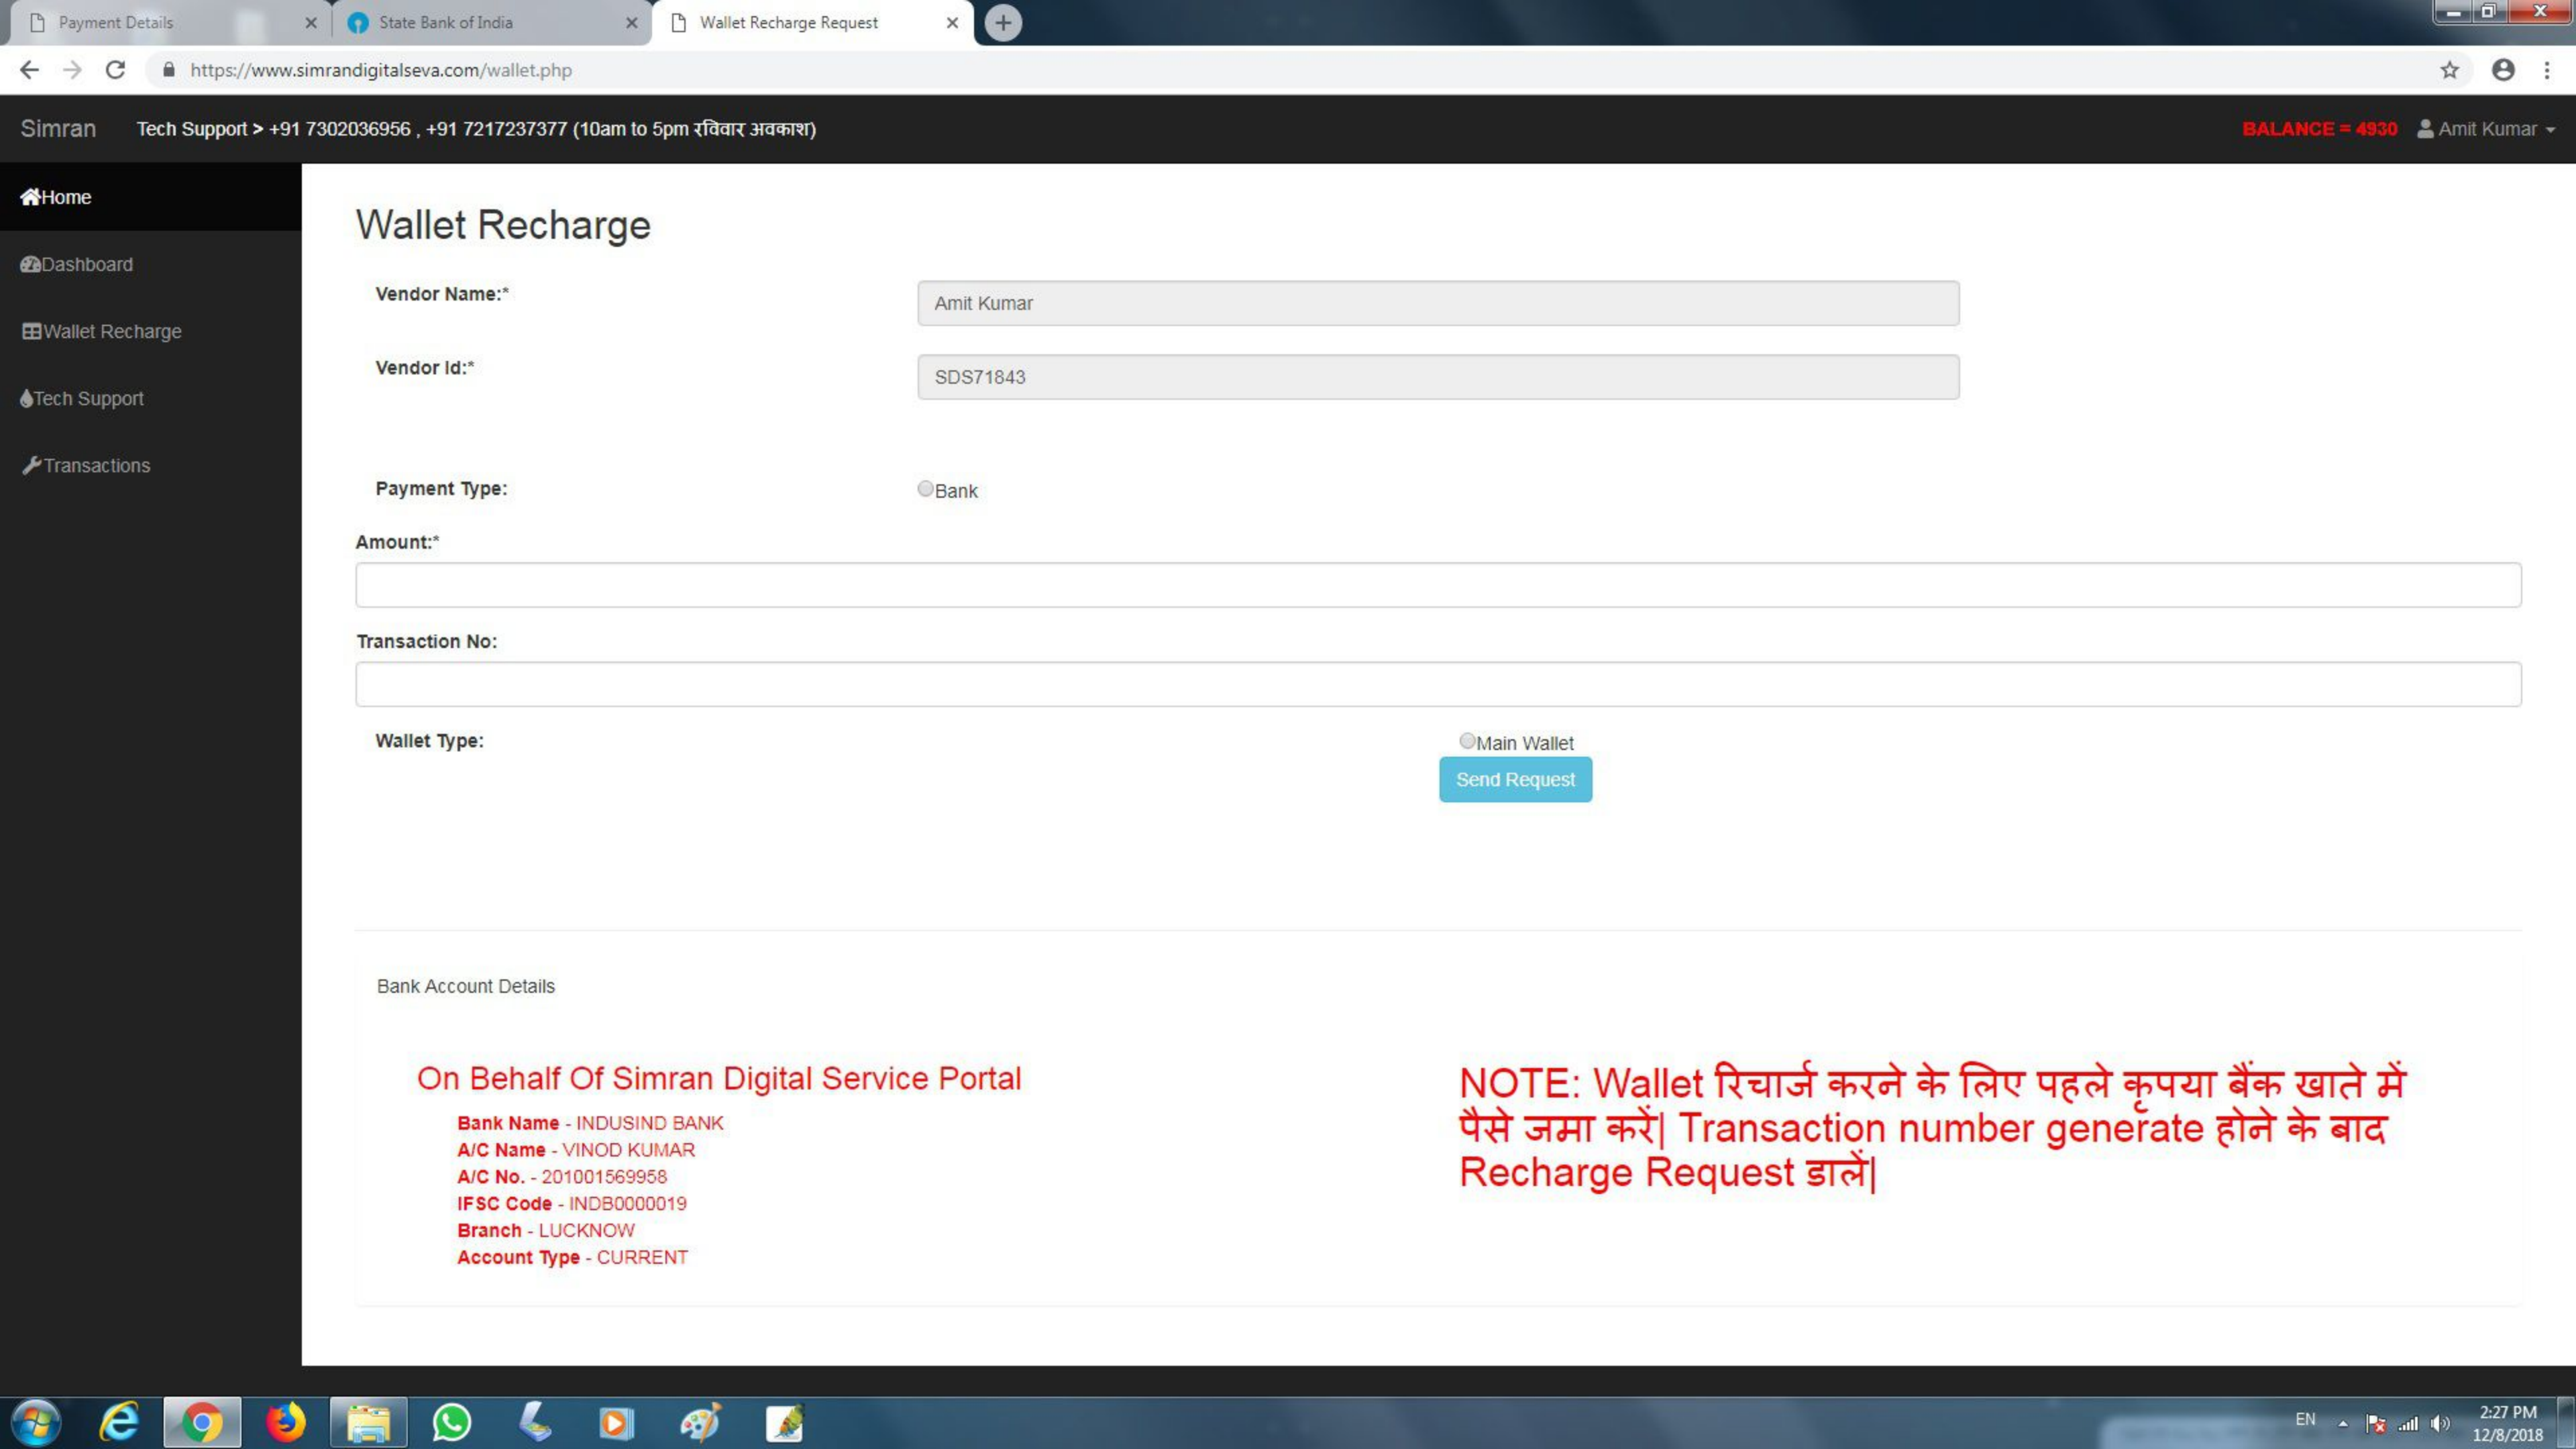 Payment Details
State Bank of India
Wallet Recharge Request
https://www.simrandigitalseva.com/wallet.php
Simran Tech Support > +91 7302036956 , +91 7217237377 (10am to 5pm रविवार अवकाश) BALANCE = 4930 Amit Kumar
Home
Dashboard
Wallet Recharge
Tech Support
Transactions
Wallet Recharge
Vendor Name:* Amit Kumar
Vendor Id:* SDS71843
Payment Type: Bank
Amount:*
Transaction No:
Wallet Type: Main Wallet
Send Request
Bank Account Details
On Behalf Of Simran Digital Service Portal
Bank Name - INDUSIND BANK
A/C Name - VINOD KUMAR
A/C No. - 201001569958
IFSC Code - INDB0000019
Branch - LUCKNOW
Account Type - CURRENT
NOTE: Wallet रिचार्ज करने के लिए पहले कृपया बैंक खाते में
पैसे जमा करें| Transaction number generate होने के बाद
Recharge Request डालें|
EN
2:27 PM
12/8/2018